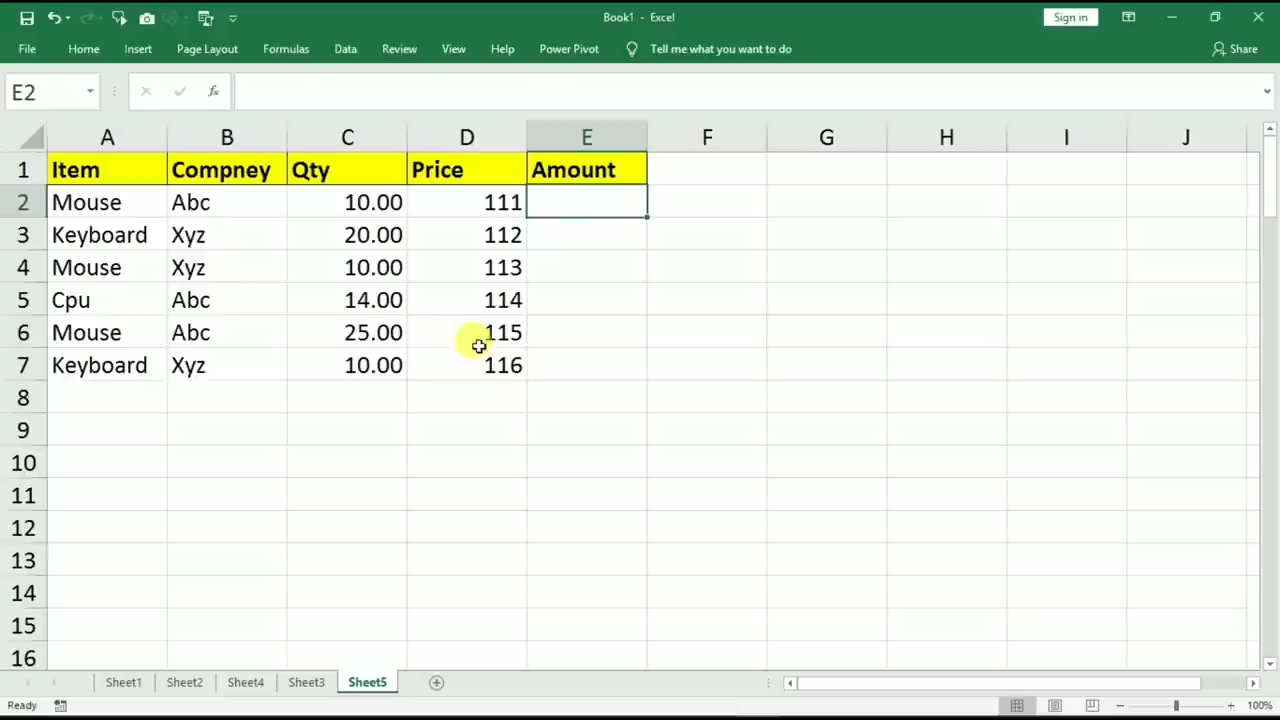 Book1 - Excel
Sign in
File Home Insert Page Layout Formulas Data Review View Help Power Pivot Tell me what you want to do Share
E2 fx
A B C D E F G H I J
1 Item Compney Qty Price Amount
2 Mouse Abc 10.00 111
3 Keyboard Xyz 20.00 112
4 Mouse Xyz 10.00 113
5 Cpu Abc 14.00 114
6 Mouse Abc 25.00 115
7 Keyboard Xyz 10.00 116
8
9
10
11
12
13
14
15
16
Sheet1 Sheet2 Sheet4 Sheet3 Sheet5
Ready 100%